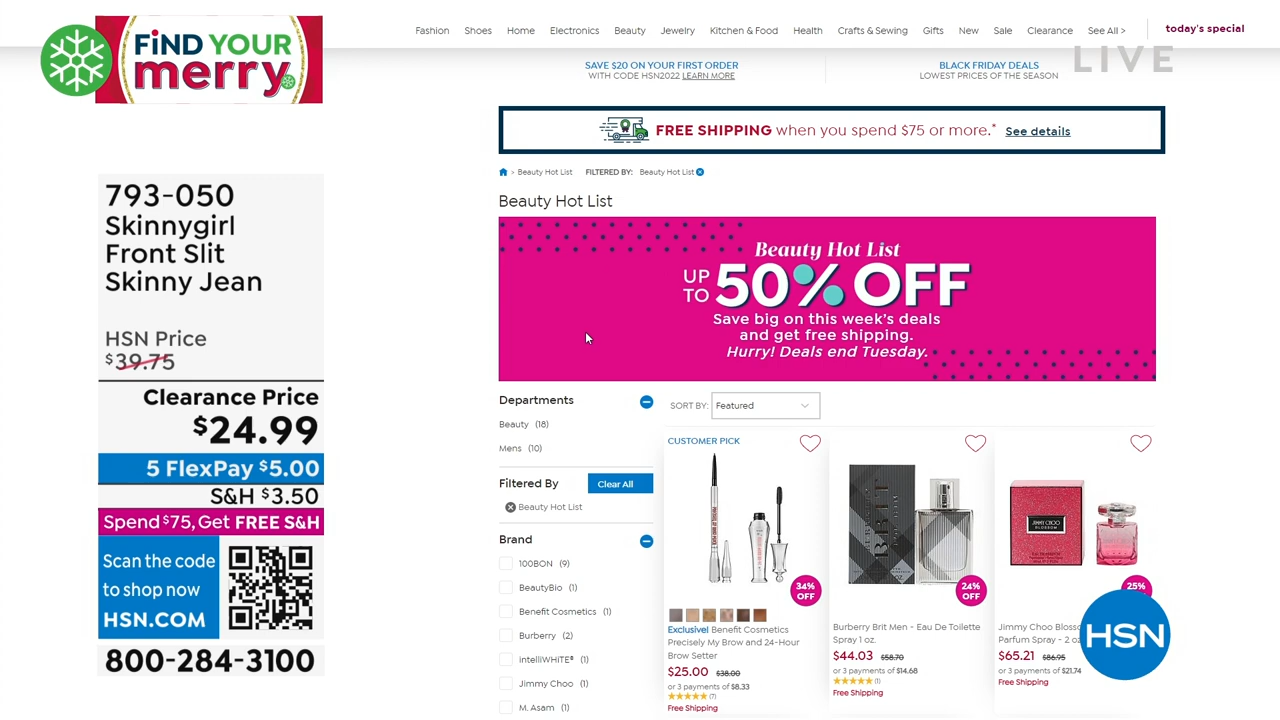 FiND YOUR
merry
Fashion Shoes Home Electronics Beauty Jewelry Kitchen & Food Health Crafts & Sewing Gifts New Sale Clearance See All > today's special
LIVE
SAVE $20 ON YOUR FIRST ORDER
WITH CODE HSN2022 LEARN MORE
BLACK FRIDAY DEALS
LOWEST PRICES OF THE SEASON
FREE SHIPPING when you spend $75 or more.* See details
> Beauty Hot List FILTERED BY: Beauty Hot List
Beauty Hot List
Beauty Hot List
UP TO 50% OFF
Save big on this week's deals
and get free shipping.
Hurry! Deals end Tuesday.
793-050
Skinnygirl
Front Slit
Skinny Jean
HSN Price
$39.75
Clearance Price
$24.99
5 FlexPay $5.00
S&H $3.50
Spend $75, Get FREE S&H
Scan the code
to shop now
HSN.COM
800-284-3100
Departments
Beauty (18)
Mens (10)
Filtered By Clear All
Beauty Hot List
Brand
100BON (9)
BeautyBio (1)
Benefit Cosmetics (1)
Burberry (2)
intelliWHITE® (1)
Jimmy Choo (1)
M. Asam (1)
SORT BY: Featured
CUSTOMER PICK
34%
OFF
Exclusive! Benefit Cosmetics
Precisely My Brow and 24-Hour
Brow Setter
$25.00 $38.00
or 3 payments of $8.33
(7)
Free Shipping
BRIT
24%
OFF
Burberry Brit Men - Eau De Toilette
Spray 1 oz.
$44.03 $58.70
or 3 payments of $14.68
(1)
Free Shipping
JIMMY CHOO
BLOSSOM
25%
Jimmy Choo Blosso
Parfum Spray - 2 oz
$65.21 $86.95
or 3 payments of $21.74
Free Shipping
HSN